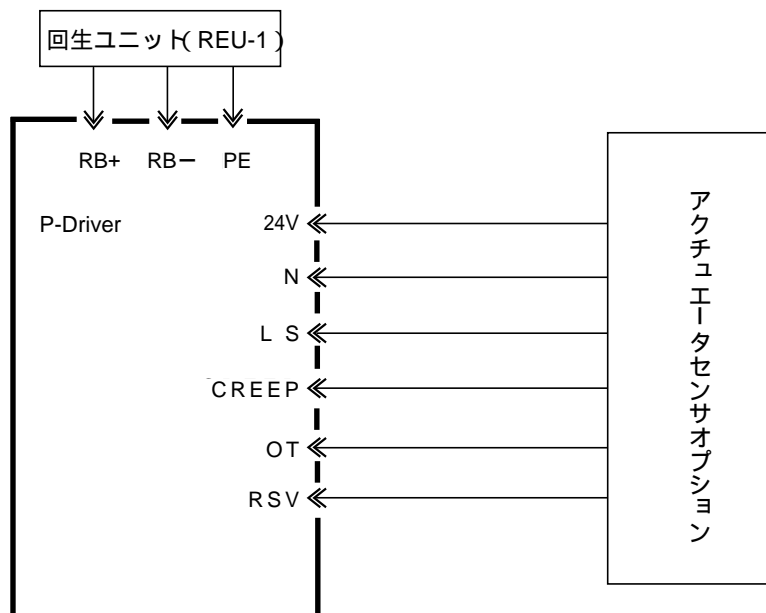 回生ユニット(REU-1)
RB+ RB− PE
P-Driver
24V
N
LS
CREEP
OT
RSV
アクチュエータセンサオプション